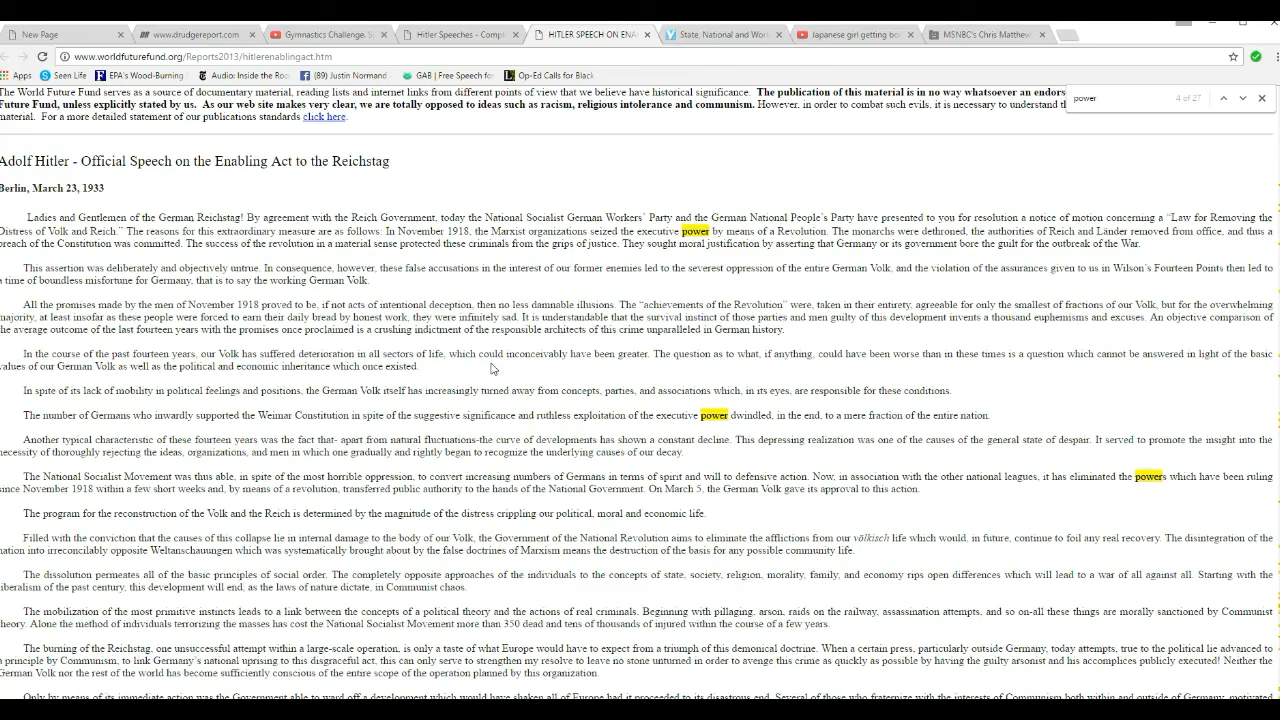 New Page
www.drudgereport.com
Gymnastics Challenge. S
Hitler Speeches - Compl
HITLER SPEECH ON ENA
State, National and Wor
Japanese girl getting bo
MSNBC's Chris Matthew
www.worldfuturefund.org/Reports2013/hitlerenablingact.htm
Apps
Seen Life
EPA's Wood-Burning
Audio: Inside the Ro
(89) Justin Normand
GAB | Free Speech fo
Op-Ed Calls for Black
power
4 of 27
The World Future Fund serves as a source of documentary material, reading lists and internet links from different points of view that we believe have historical significance. The publication of this material is in no way whatsoever an endors
Future Fund, unless explicitly stated by us. As our web site makes very clear, we are totally opposed to ideas such as racism, religious intolerance and communism. However, in order to combat such evils, it is necessary to understand
material. For a more detailed statement of our publications standards click here.
Adolf Hitler - Official Speech on the Enabling Act to the Reichstag
Berlin, March 23, 1933
Ladies and Gentlemen of the German Reichstag! By agreement with the Reich Government, today the National Socialist German Workers' Party and the German National People's Party have presented to you for resolution a notice of motion concerning a "Law for Removing the
Distress of Volk and Reich." The reasons for this extraordinary measure are as follows: In November 1918, the Marxist organizations seized the executive power by means of a Revolution. The monarchs were dethroned, the authorities of Reich and Länder removed from office, and thus a
breach of the Constitution was committed. The success of the revolution in a material sense protected these criminals from the grips of justice. They sought moral justification by asserting that Germany or its government bore the guilt for the outbreak of the War.
This assertion was deliberately and objectively untrue. In consequence, however, these false accusations in the interest of our former enemies led to the severest oppression of the entire German Volk, and the violation of the assurances given to us in Wilson's Fourteen Points then led to
a time of boundless misfortune for Germany, that is to say the working German Volk.
All the promises made by the men of November 1918 proved to be, if not acts of intentional deception, then no less damnable illusions. The "achievements of the Revolution" were, taken in their entirety, agreeable for only the smallest of fractions of our Volk, but for the overwhelming
majority, at least insofar as these people were forced to earn their daily bread by honest work, they were infinitely sad. It is understandable that the survival instinct of those parties and men guilty of this development invents a thousand euphemisms and excuses. An objective comparison of
the average outcome of the last fourteen years with the promises once proclaimed is a crushing indictment of the responsible architects of this crime unparalleled in German history.
In the course of the past fourteen years, our Volk has suffered deterioration in all sectors of life, which could inconceivably have been greater. The question as to what, if anything, could have been worse than in these times is a question which cannot be answered in light of the basic
values of our German Volk as well as the political and economic inheritance which once existed.
In spite of its lack of mobility in political feelings and positions, the German Volk itself has increasingly turned away from concepts, parties, and associations which, in its eyes, are responsible for these conditions.
The number of Germans who inwardly supported the Weimar Constitution in spite of the suggestive significance and ruthless exploitation of the executive power dwindled, in the end, to a mere fraction of the entire nation.
Another typical characteristic of these fourteen years was the fact that- apart from natural fluctuations-the curve of developments has shown a constant decline. This depressing realization was one of the causes of the general state of despair. It served to promote the insight into the
necessity of thoroughly rejecting the ideas, organizations, and men in which one gradually and rightly began to recognize the underlying causes of our decay.
The National Socialist Movement was thus able, in spite of the most horrible oppression, to convert increasing numbers of Germans in terms of spirit and will to defensive action. Now, in association with the other national leagues, it has eliminated the powers which have been ruling
since November 1918 within a few short weeks and, by means of a revolution, transferred public authority to the hands of the National Government. On March 5, the German Volk gave its approval to this action.
The program for the reconstruction of the Volk and the Reich is determined by the magnitude of the distress crippling our political, moral and economic life.
Filled with the conviction that the causes of this collapse lie in internal damage to the body of our Volk, the Government of the National Revolution aims to eliminate the afflictions from our völkisch life which would, in future, continue to foil any real recovery. The disintegration of the
nation into irreconcilably opposite Weltanschauungen which was systematically brought about by the false doctrines of Marxism means the destruction of the basis for any possible community life.
The dissolution permeates all of the basic principles of social order. The completely opposite approaches of the individuals to the concepts of state, society, religion, morality, family, and economy rips open differences which will lead to a war of all against all. Starting with the
liberalism of the past century, this development will end, as the laws of nature dictate, in Communist chaos.
The mobilization of the most primitive instincts leads to a link between the concepts of a political theory and the actions of real criminals. Beginning with pillaging, arson, raids on the railway, assassination attempts, and so on-all these things are morally sanctioned by Communist
theory. Alone the method of individuals terrorizing the masses has cost the National Socialist Movement more than 350 dead and tens of thousands of injured within the course of a few years.
The burning of the Reichstag, one unsuccessful attempt within a large-scale operation, is only a taste of what Europe would have to expect from a triumph of this demonical doctrine. When a certain press, particularly outside Germany, today attempts, true to the political lie advanced to
a principle by Communism, to link Germany's national uprising to this disgraceful act, this can only serve to strengthen my resolve to leave no stone unturned in order to avenge this crime as quickly as possible by having the guilty arsonist and his accomplices publicly executed! Neither the
German Volk nor the rest of the world has become sufficiently conscious of the entire scope of the operation planned by this organization.
Only by means of its immediate action was the Government able to ward off a development which would have shaken all of Europe had it proceeded to its disastrous end. Several of those who fraternize with the interests of Communism both within and outside of Germany, motivated